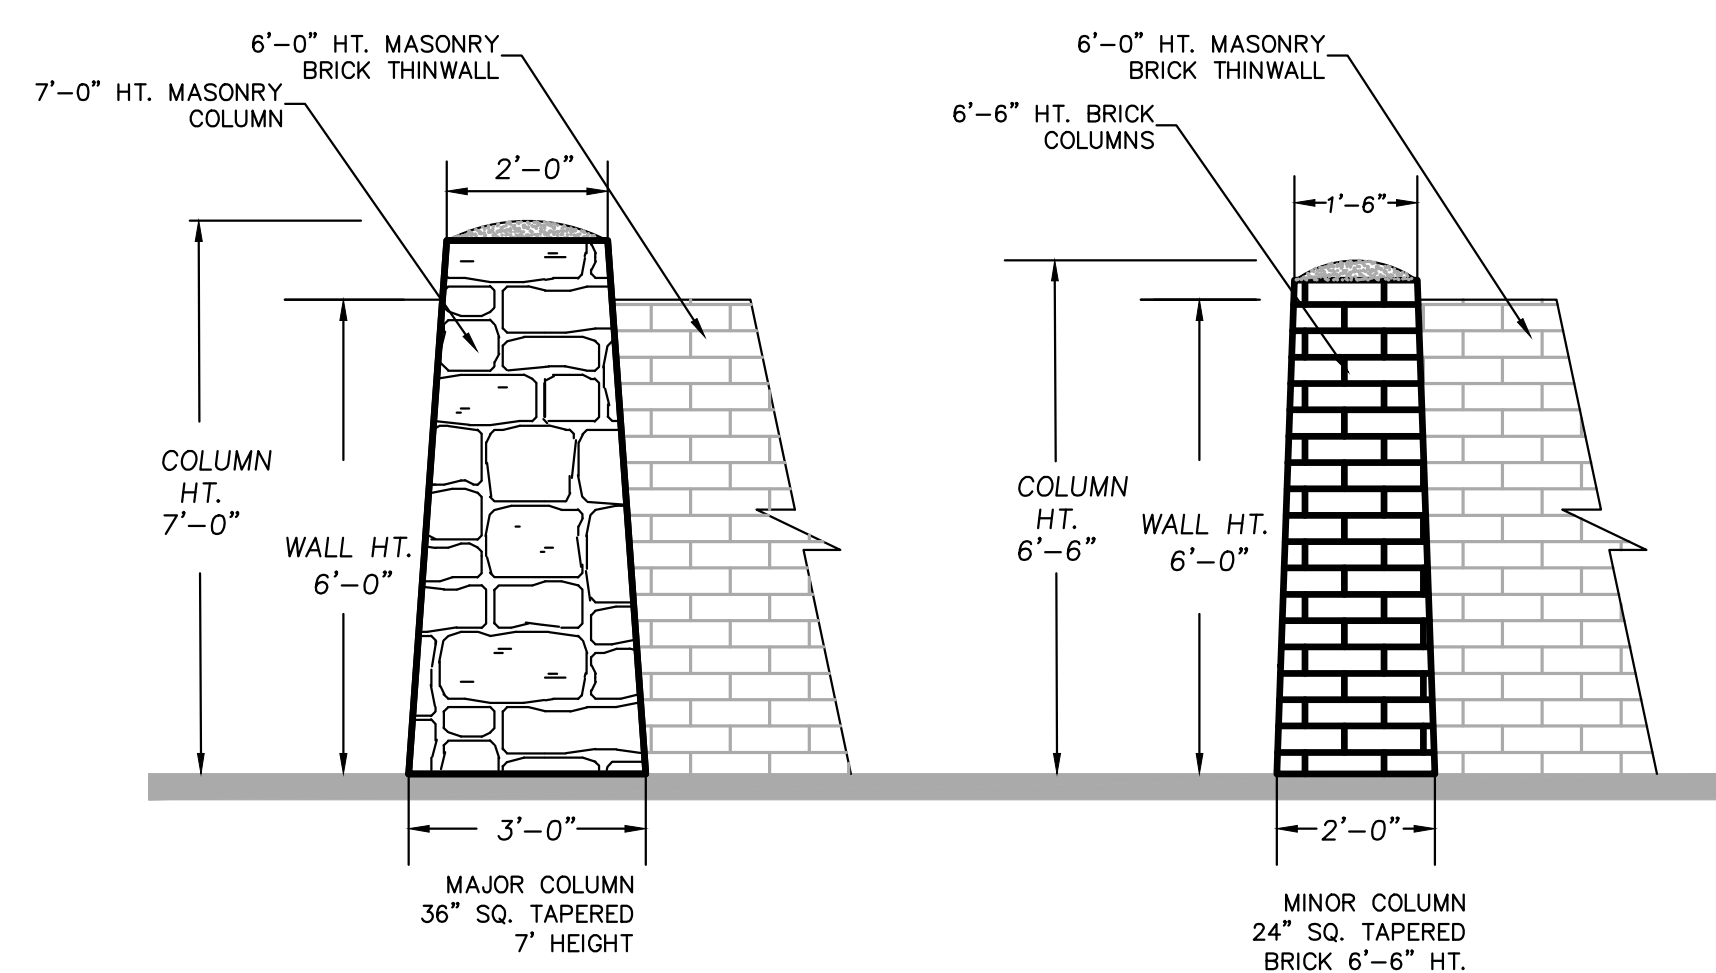 6'-0" HT. MASONRY
BRICK THINWALL
7'-0" HT. MASONRY
COLUMN
2'-0"
COLUMN
HT.
7'-0"
WALL HT.
6'-0"
3'-0"
MAJOR COLUMN
36" SQ. TAPERED
7' HEIGHT
6'-0" HT. MASONRY
BRICK THINWALL
6'-6" HT. BRICK
COLUMNS
1'-6"
COLUMN
HT.
6'-6"
WALL HT.
6'-0"
2'-0"
MINOR COLUMN
24" SQ. TAPERED
BRICK 6'-6" HT.